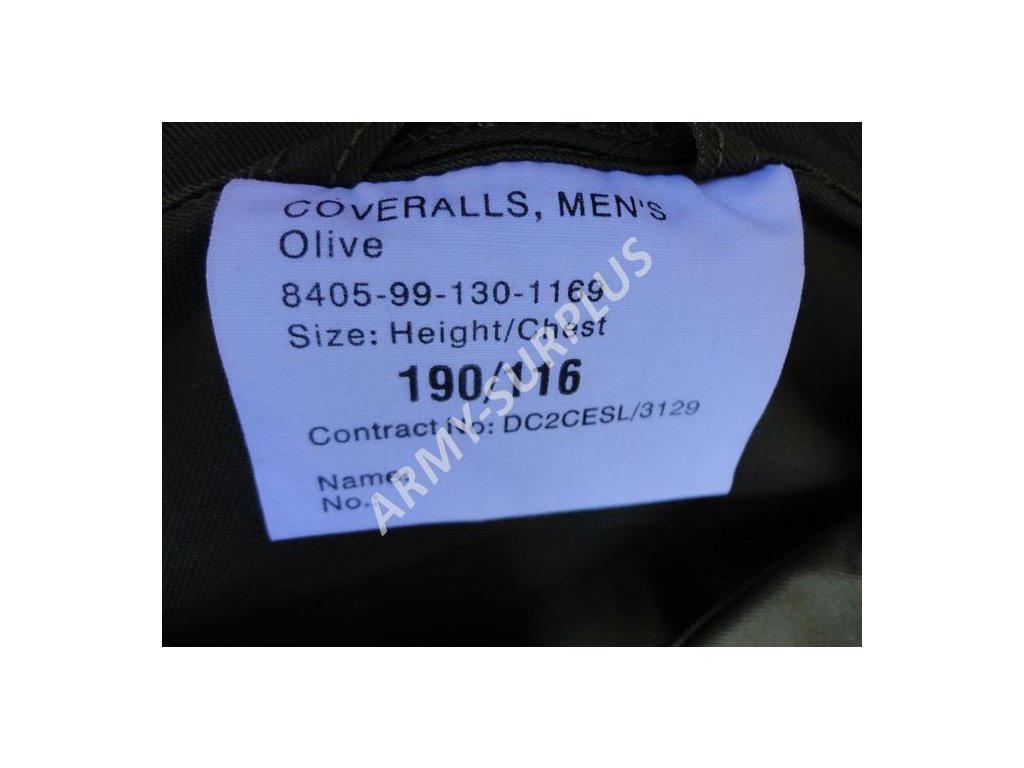 COVERALLS, MEN'S
Olive
8405-99-130-1169
Size: Height/Chest
190/116
Contract No: DC2CESL/3129
Name.
No.
ARMY-SURPLUS